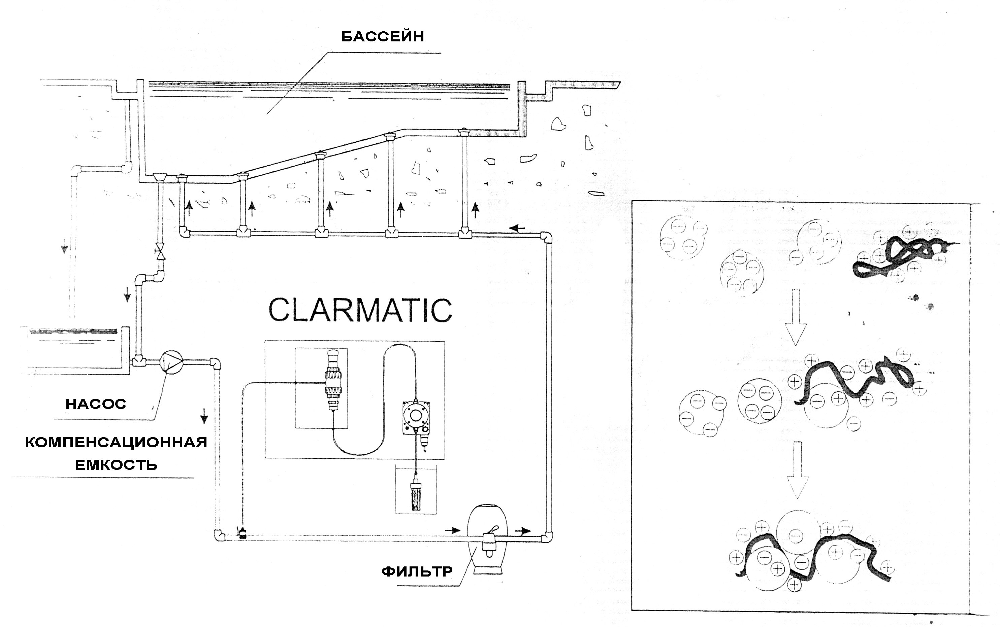 БАССЕЙН
CLARMATIC
НАСОС
КОМПЕНСАЦИОННАЯ
ЕМКОСТЬ
ФИЛЬТР